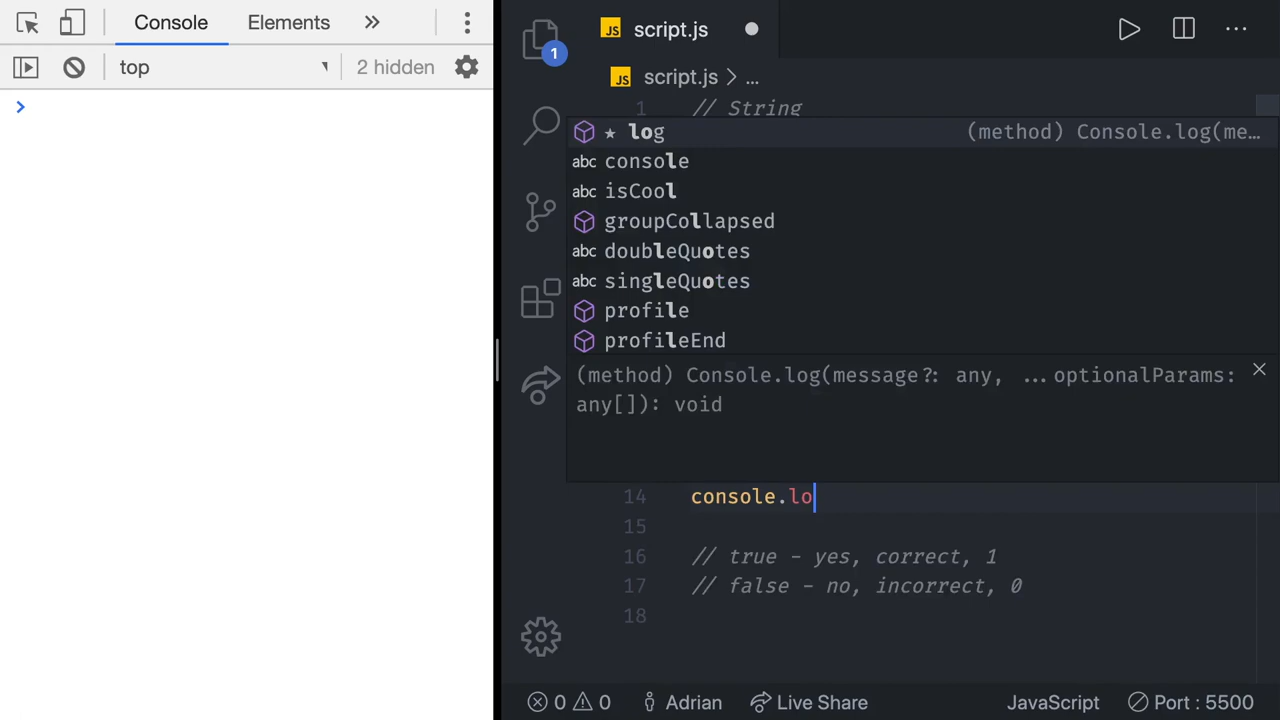 Console Elements
top 2 hidden
1
JS script.js
JS script.js > ...
1 // String
★ log (method) Console.log(me…
abc console
abc isCool
groupCollapsed
abc doubleQuotes
abc singleQuotes
profile
profileEnd
(method) Console.log(message?: any, ...optionalParams:
any[]): void
14 console.lo
15
16 // true - yes, correct, 1
17 // false - no, incorrect, 0
18
0 0 Adrian Live Share JavaScript Port : 5500